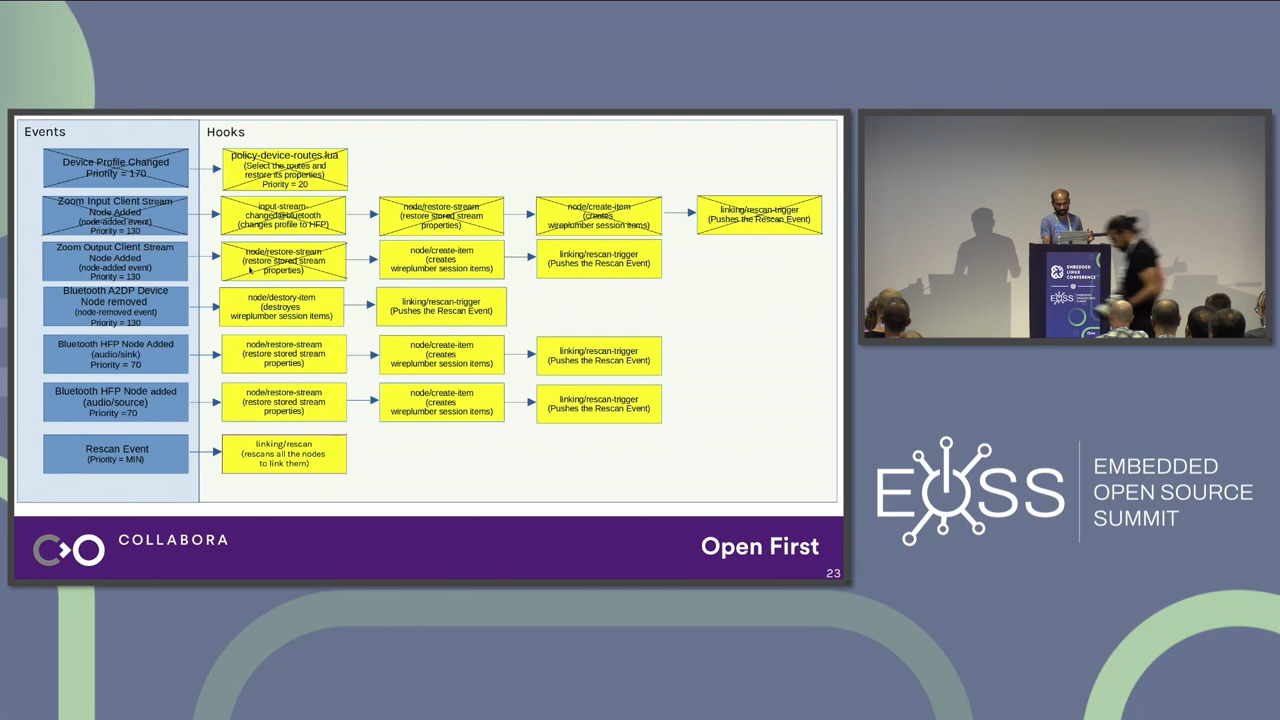 Events
Hooks
Device Profile Changed
Priority = 170
policy-device-routes.lua
(Select the routes and
restore its properties)
Priority = 20
Zoom Input Client Stream
Node Added
(node-added event)
Priority = 130
input-stream-
changed@bluetooth
(changes profile to HFP)
node/restore-stream
(restore stored stream
properties)
node/create-item
(creates
wireplumber session items)
linking/rescan-trigger
(Pushes the Rescan Event)
Zoom Output Client Stream
Node Added
(node-added event)
Priority = 130
node/restore-stream
(restore stored stream
properties)
node/create-item
(creates
wireplumber session items)
linking/rescan-trigger
(Pushes the Rescan Event)
Bluetooth A2DP Device
Node removed
(node-removed event)
Priority = 130
node/destory-item
(destroyes
wireplumber session items)
linking/rescan-trigger
(Pushes the Rescan Event)
Bluetooth HFP Node Added
(audio/sink)
Priority = 70
node/restore-stream
(restore stored stream
properties)
node/create-item
(creates
wireplumber session items)
linking/rescan-trigger
(Pushes the Rescan Event)
Bluetooth HFP Node added
(audio/source)
Priority =70
node/restore-stream
(restore stored stream
properties)
node/create-item
(creates
wireplumber session items)
linking/rescan-trigger
(Pushes the Rescan Event)
Rescan Event
(Priority = MIN)
linking/rescan
(rescans all the nodes
to link them)
COLLABORA
Open First
23
EMBEDDED
LINUX
CONFERENCE
EOSS
EOSS
EMBEDDED
OPEN SOURCE
SUMMIT